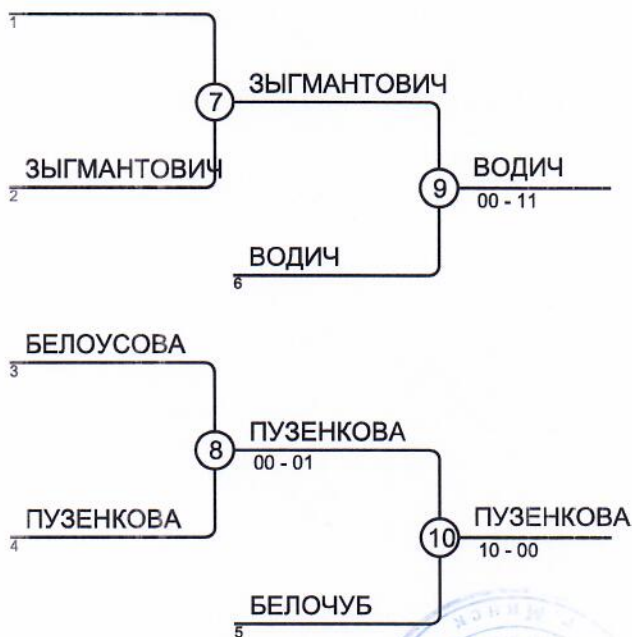 1
7 ЗЫГМАНТОВИЧ
ЗЫГМАНТОВИЧ
2
9 ВОДИЧ
00 - 11
ВОДИЧ
6
БЕЛОУСОВА
3
8 ПУЗЕНКОВА
00 - 01
ПУЗЕНКОВА
4
10 ПУЗЕНКОВА
10 - 00
БЕЛОЧУБ
5
Минск